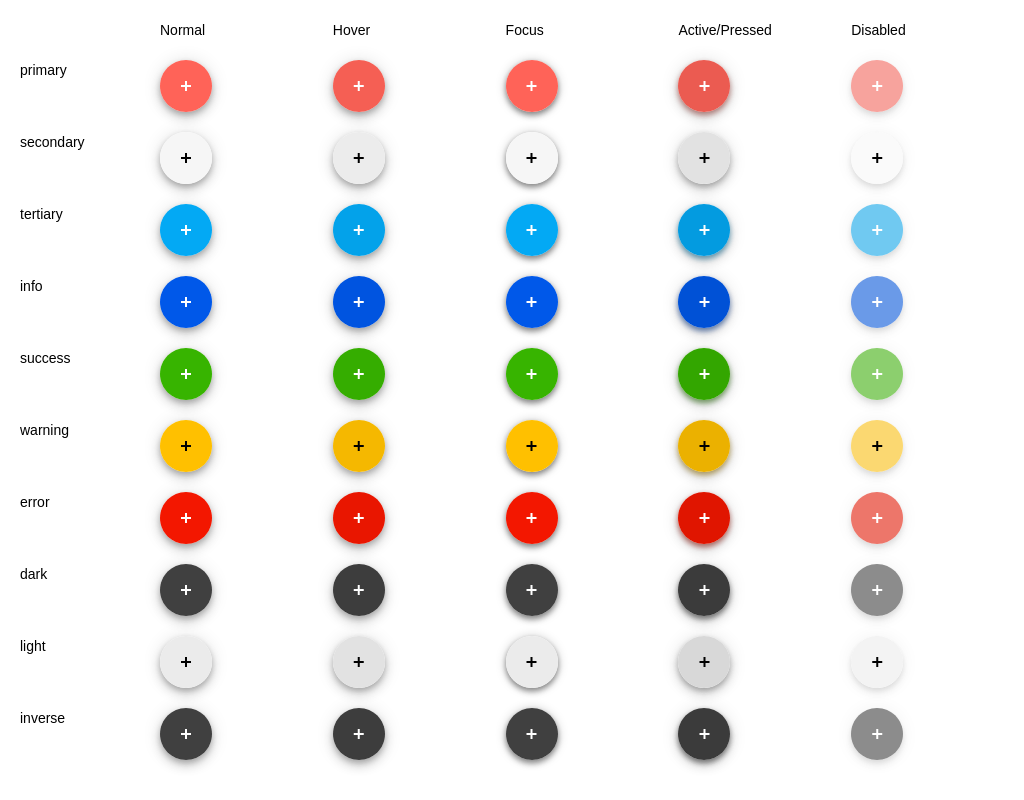 Normal Hover Focus Active/Pressed Disabled
primary + + + + +
secondary + + + + +
tertiary + + + + +
info + + + + +
success + + + + +
warning + + + + +
error + + + + +
dark + + + + +
light + + + + +
inverse + + + + +